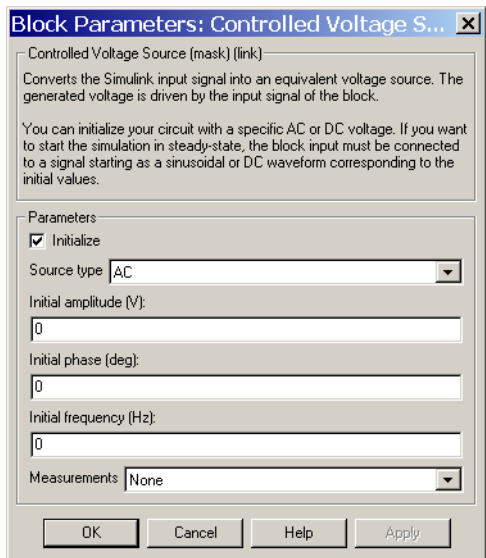 Block Parameters: Controlled Voltage S...
Controlled Voltage Source (mask) (link)
Converts the Simulink input signal into an equivalent voltage source. The
generated voltage is driven by the input signal of the block.
You can initialize your circuit with a specific AC or DC voltage. If you want
to start the simulation in steady-state, the block input must be connected
to a signal starting as a sinusoidal or DC waveform corresponding to the
initial values.
Parameters
Initialize
Source type AC
Initial amplitude (V):
0
Initial phase (deg):
0
Initial frequency (Hz):
0
Measurements None
OK Cancel Help Apply